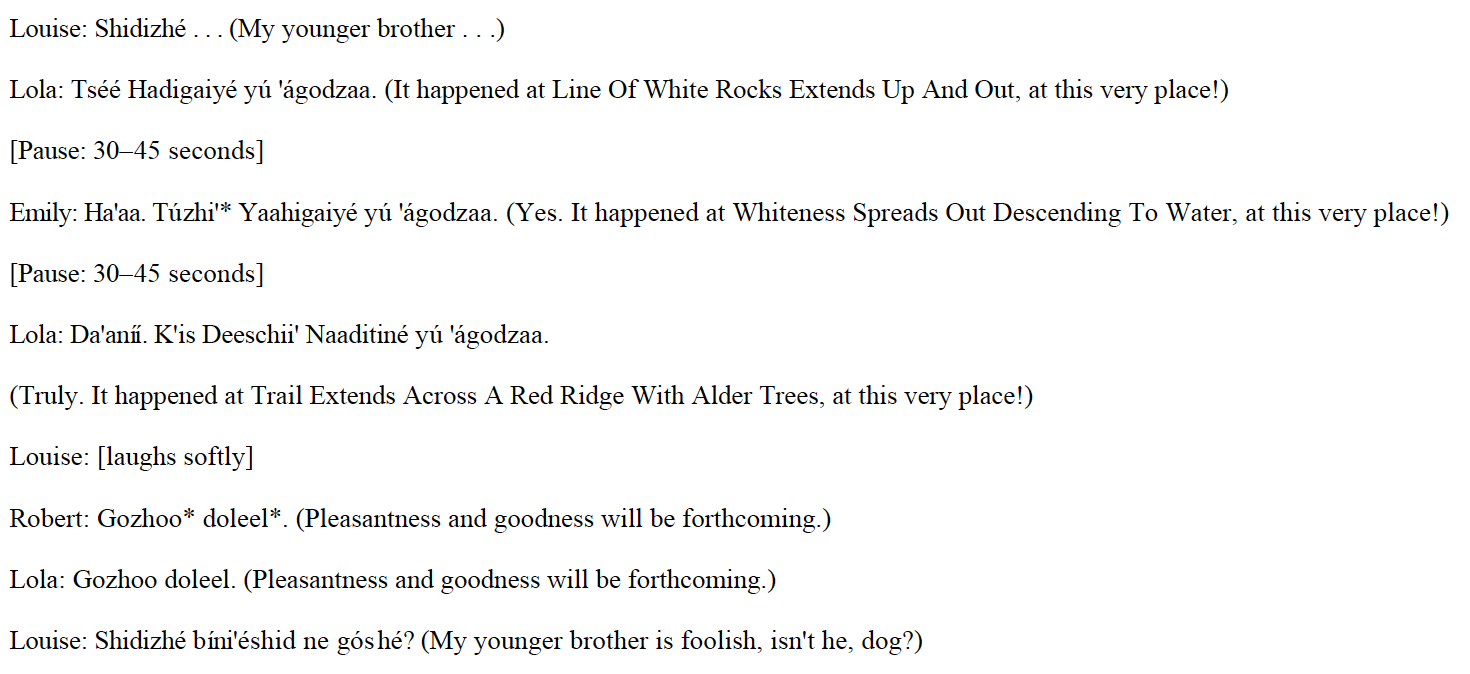 Louise: Shidizhé . . . (My younger brother . . .)
Lola: Tséé Hadigaiyé yú 'ágodzaa. (It happened at Line Of White Rocks Extends Up And Out, at this very place!)
[Pause: 30–45 seconds]
Emily: Ha'aa. Túzhi'* Yaahigaiyé yú 'ágodzaa. (Yes. It happened at Whiteness Spreads Out Descending To Water, at this very place!)
[Pause: 30–45 seconds]
Lola: Da'aníí. K'is Deeschii' Naaditiné yú 'ágodzaa.
(Truly. It happened at Trail Extends Across A Red Ridge With Alder Trees, at this very place!)
Louise: [laughs softly]
Robert: Gozhoo* doleel*. (Pleasantness and goodness will be forthcoming.)
Lola: Gozhoo doleel. (Pleasantness and goodness will be forthcoming.)
Louise: Shidizhé bíni'éshid ne góshé? (My younger brother is foolish, isn't he, dog?)